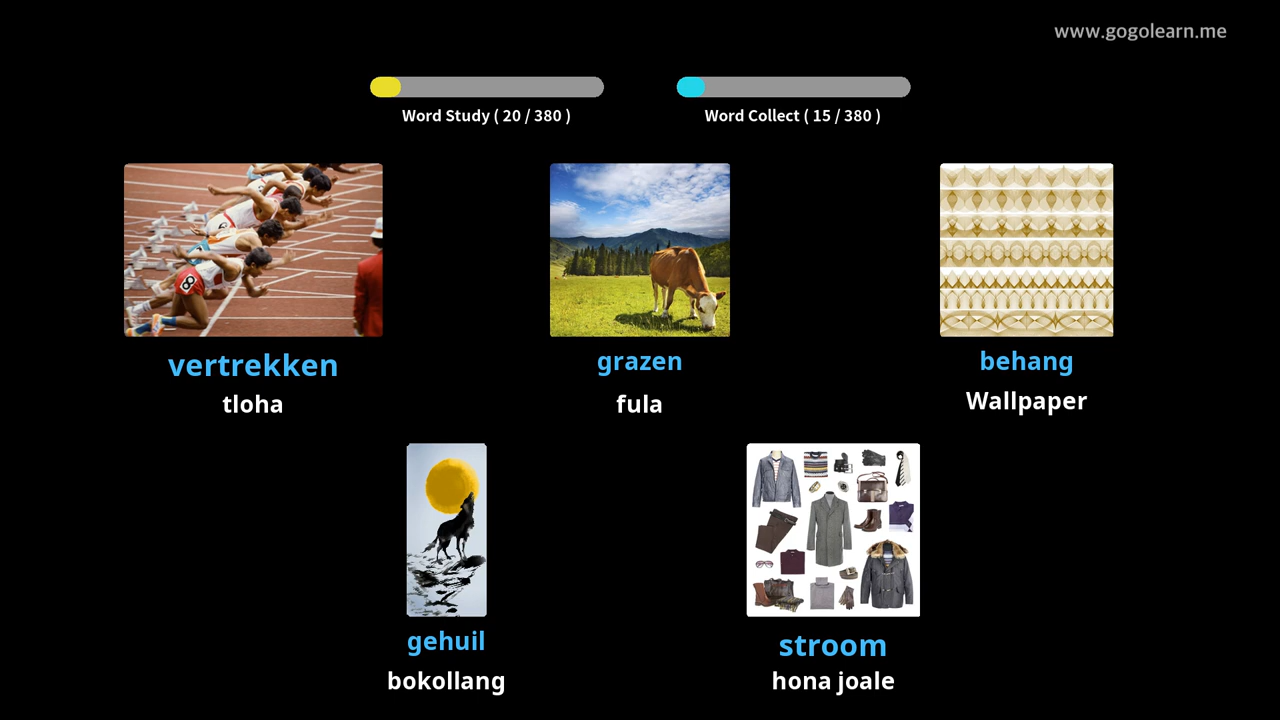 www.gogolearn.me
Word Study ( 20 / 380 )
Word Collect ( 15 / 380 )
vertrekken
tloha
grazen
fula
behang
Wallpaper
gehuil
bokollang
stroom
hona joale